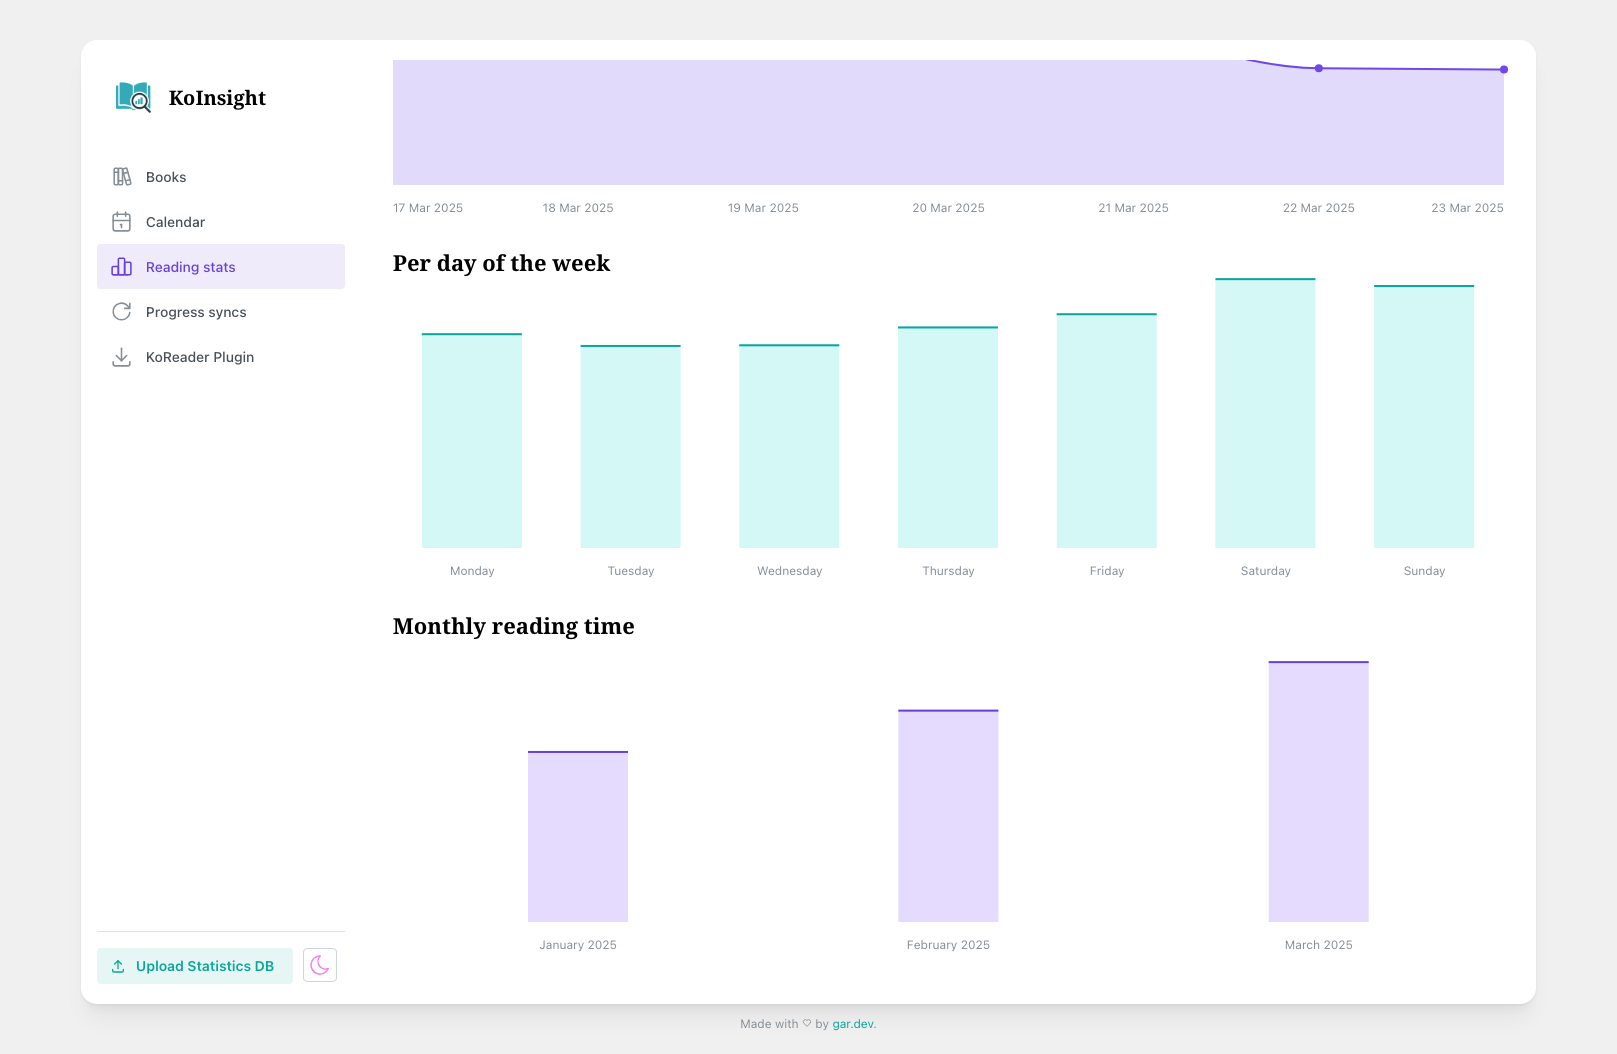 KoInsight
Books
Calendar
Reading stats
Progress syncs
KoReader Plugin
Upload Statistics DB
17 Mar 2025 18 Mar 2025 19 Mar 2025 20 Mar 2025 21 Mar 2025 22 Mar 2025 23 Mar 2025
Per day of the week
Monday Tuesday Wednesday Thursday Friday Saturday Sunday
Monthly reading time
January 2025 February 2025 March 2025
Made with ♡ by gar.dev.